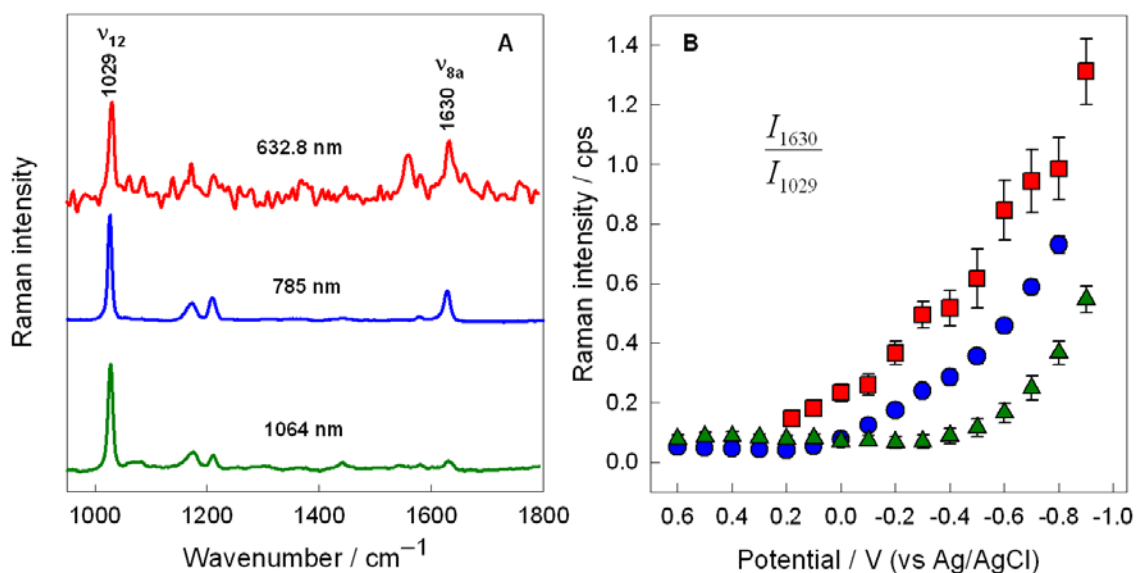 A
ν12
1029
ν8a
1630
632.8 nm
785 nm
1064 nm
Raman intensity
1000 1200 1400 1600 1800
Wavenumber / cm⁻¹
B
I1630
I1029
Raman intensity / cps
1.4
1.2
1.0
0.8
0.6
0.4
0.2
0.0
0.6 0.4 0.2 0.0 -0.2 -0.4 -0.6 -0.8 -1.0
Potential / V (vs Ag/AgCl)